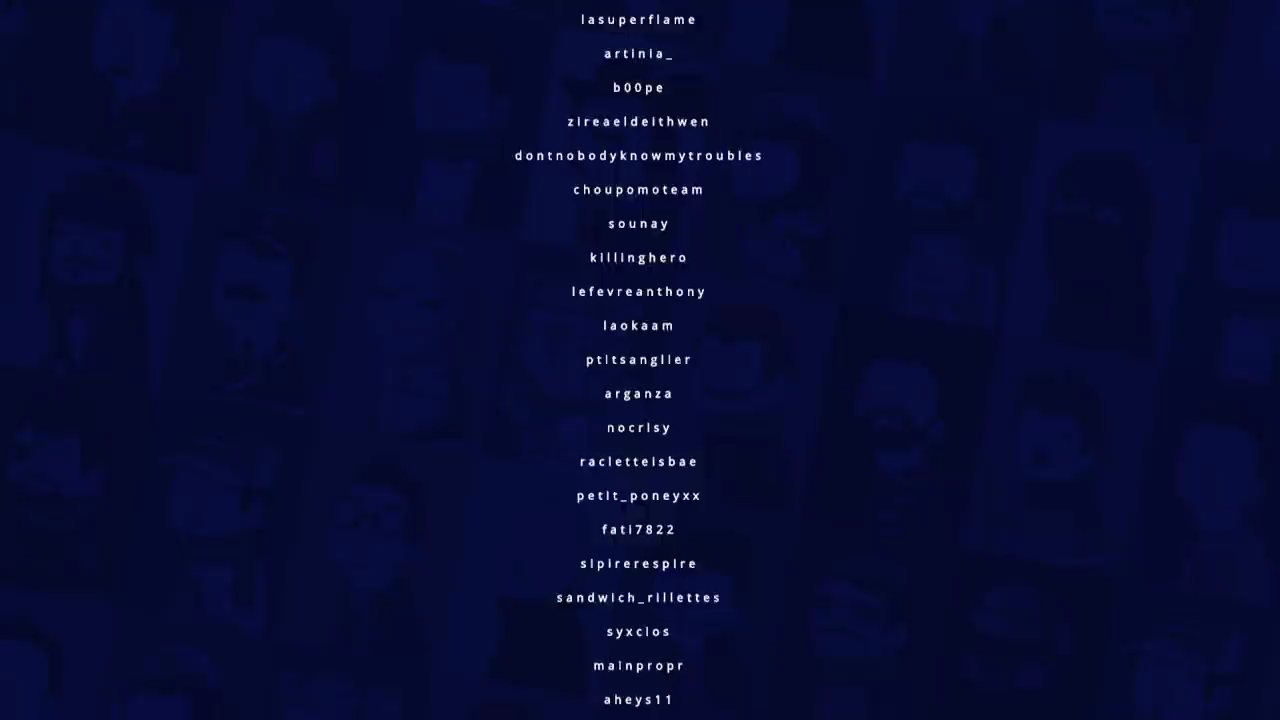 lasuperflame
artinia_
b00pe
zireaeldeithwen
dontnobodyknowmytroubles
choupomoteam
sounay
killinghero
lefevreanthony
laokaam
ptitsanglier
arganza
nocrisy
racletteisbae
petit_poneyxx
fati7822
sipirerespire
sandwich_rillettes
syxclos
mainpropr
aheys11